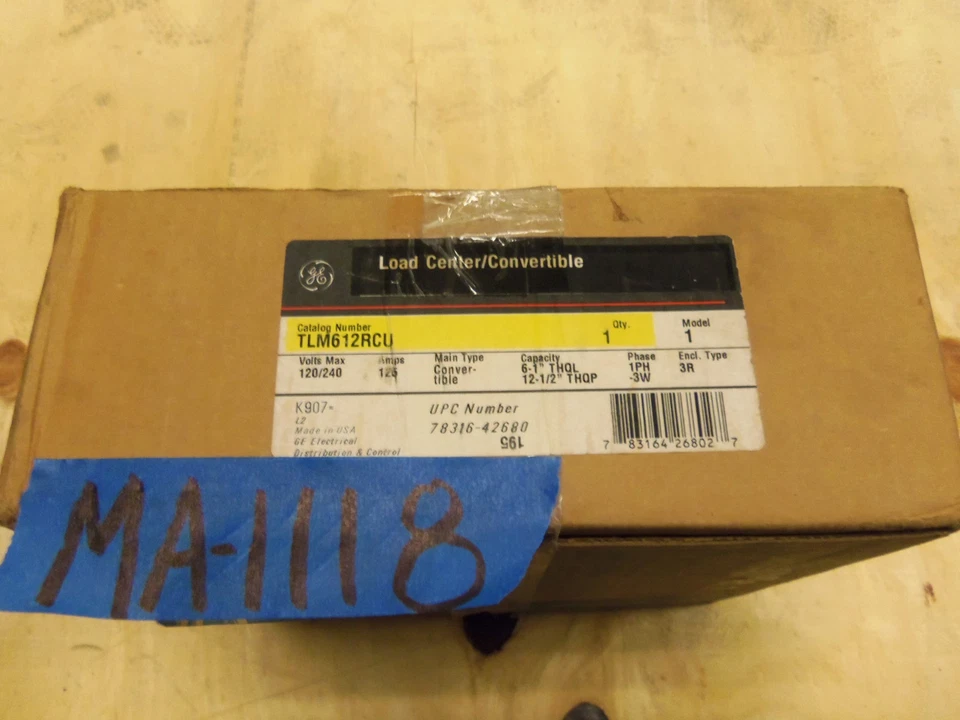 GE
Load Center/Convertible
Catalog Number Qty. Model
TLM612RCU 1 1
Volts Max Amps Main Type Capacity Phase Encl. Type
120/240 125 Conver- 6-1" THQL 1PH 3R
tible 12-1/2" THQP -3W
K907* UPC Number
L2 78316-42680
Made in USA
GE Electrical 195
Distribution & Control
7 83164 26802 7
MA-1118